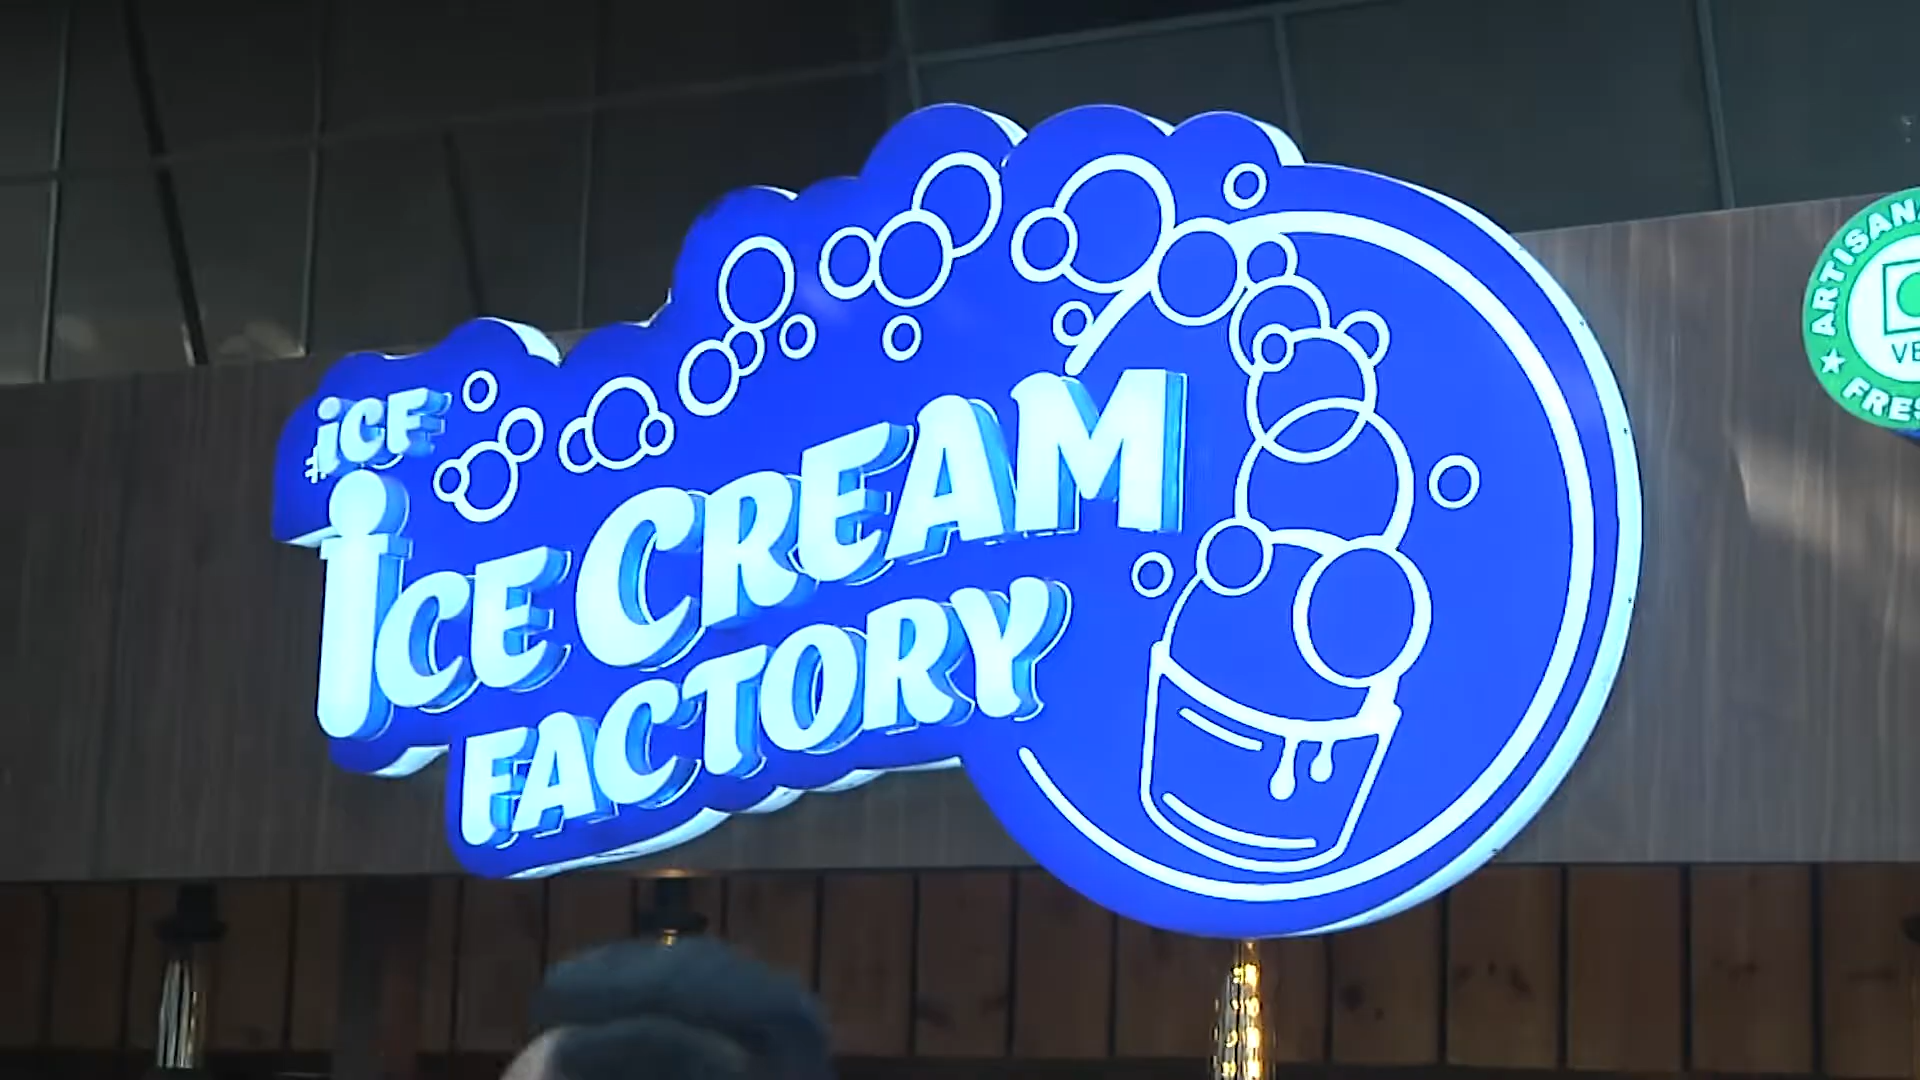 #iCF
iCE CREAM
FACTORY
ARTISAN
★ FRES
VE